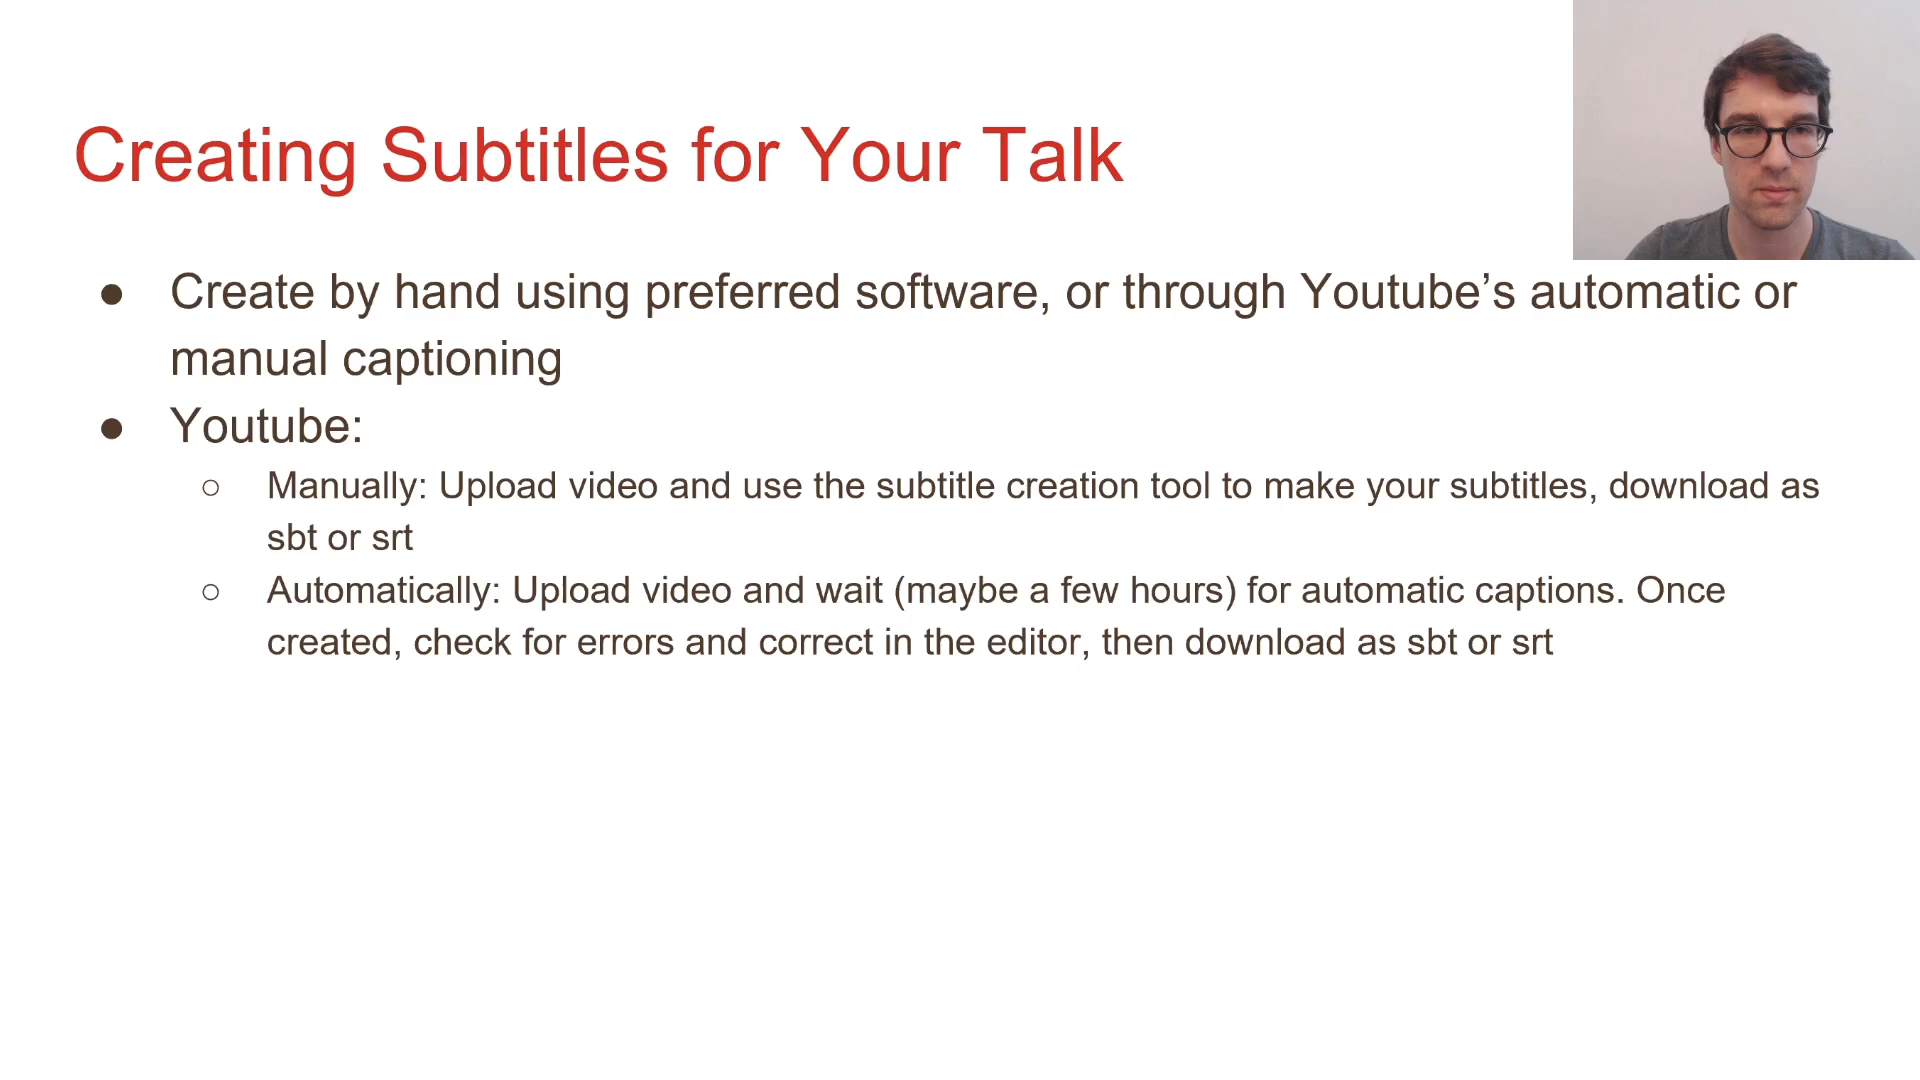 Creating Subtitles for Your Talk
● Create by hand using preferred software, or through Youtube’s automatic or
manual captioning
● Youtube:
○ Manually: Upload video and use the subtitle creation tool to make your subtitles, download as
sbt or srt
○ Automatically: Upload video and wait (maybe a few hours) for automatic captions. Once
created, check for errors and correct in the editor, then download as sbt or srt